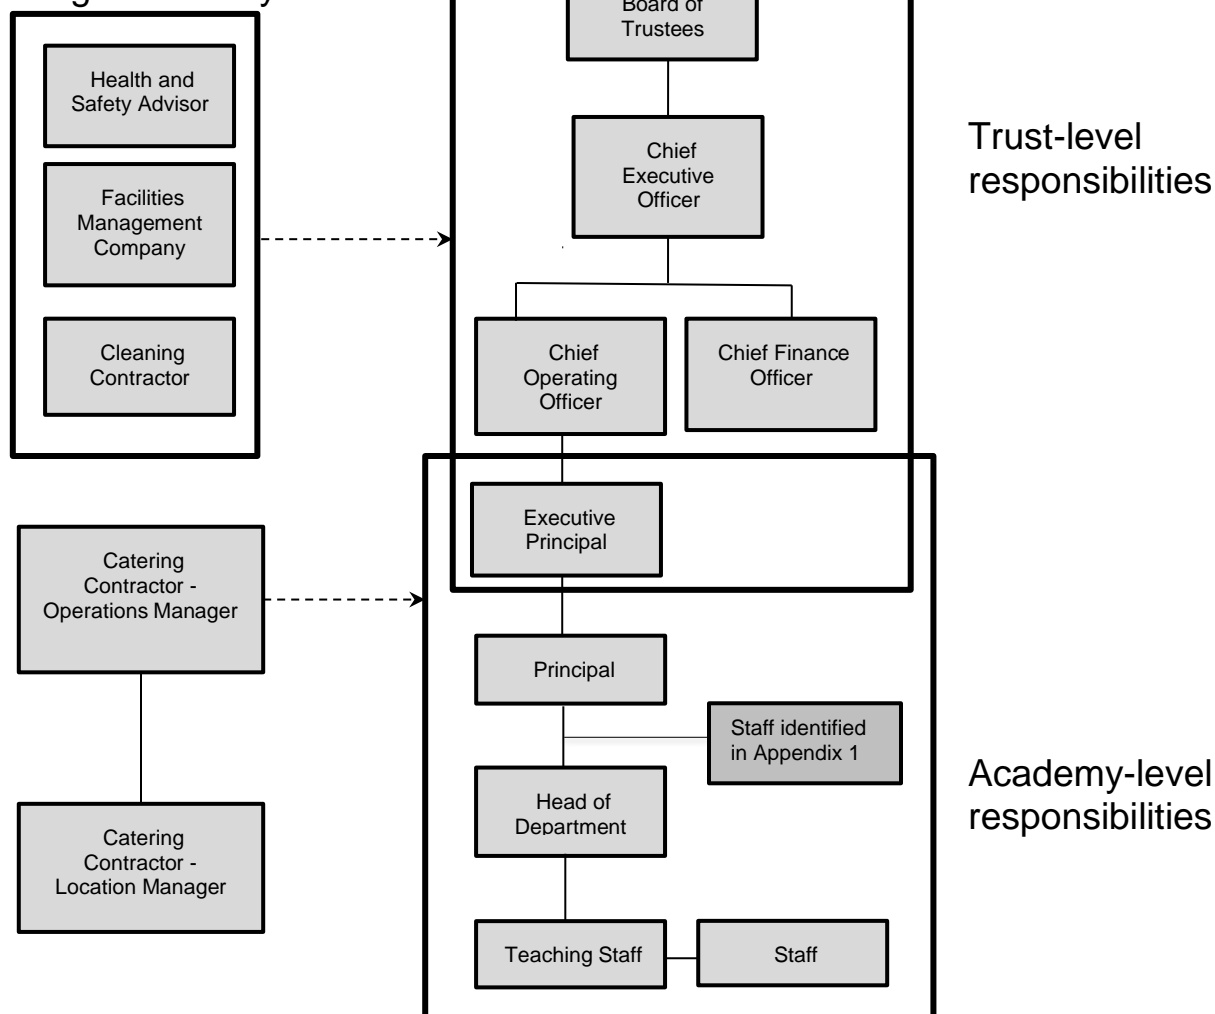 Board of
Trustees
Health and
Safety Advisor
Facilities
Management
Company
Cleaning
Contractor
Chief
Executive
Officer
Trust-level
responsibilities
Chief
Operating
Officer
Chief Finance
Officer
Executive
Principal
Catering
Contractor -
Operations Manager
Principal
Staff identified
in Appendix 1
Head of
Department
Academy-level
responsibilities
Catering
Contractor -
Location Manager
Teaching Staff
Staff